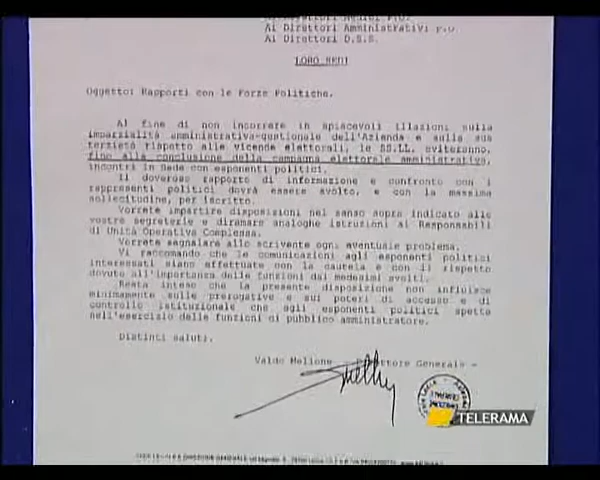 Ai Direttori Medici P.O.
Ai Direttori Amministrativi P.O.
Ai Direttori D.S.S.
LORO SEDI
Oggetto: Rapporti con le Forze Politiche.
Al fine di non incorrere in spiacevoli illazioni sulla
imparzialità amministrativa-gestionale dell'Azienda e sulla sua
terzietà rispetto alle vicende elettorali, le SS.LL. eviteranno,
fino alla conclusione della campagna elettorale amministrativa,
incontri in Sede con esponenti politici.
Il doveroso rapporto di informazione e confronto con i
rappresenti politici dovrà essere svolto, e con la massima
sollecitudine, per iscritto.
Vorrete impartire disposizioni nel senso sopra indicato alle
vostre segreterie e diramare analoghe istruzioni ai Responsabili
di Unità Operativa Complessa.
Vorrete segnalare allo scrivente ogni eventuale problema.
Vi raccomando che le comunicazioni agli esponenti politici
interessati siano effettuate con la cautela e con il rispetto
dovuto all'importanza delle funzioni dai medesimi svolti.
Resta inteso che la presente disposizione non influisce
minimamente sulle prerogative e sui poteri di accesso e di
controllo istituzionale che agli esponenti politici spetta
nell'esercizio delle funzioni di pubblico amministratore.
Distinti saluti.
Valdo Mellone - Direttore Generale -
TELERAMA